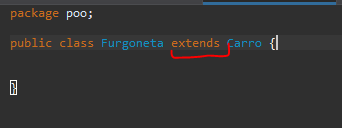 package poo;
public class Furgoneta extends Carro {
}